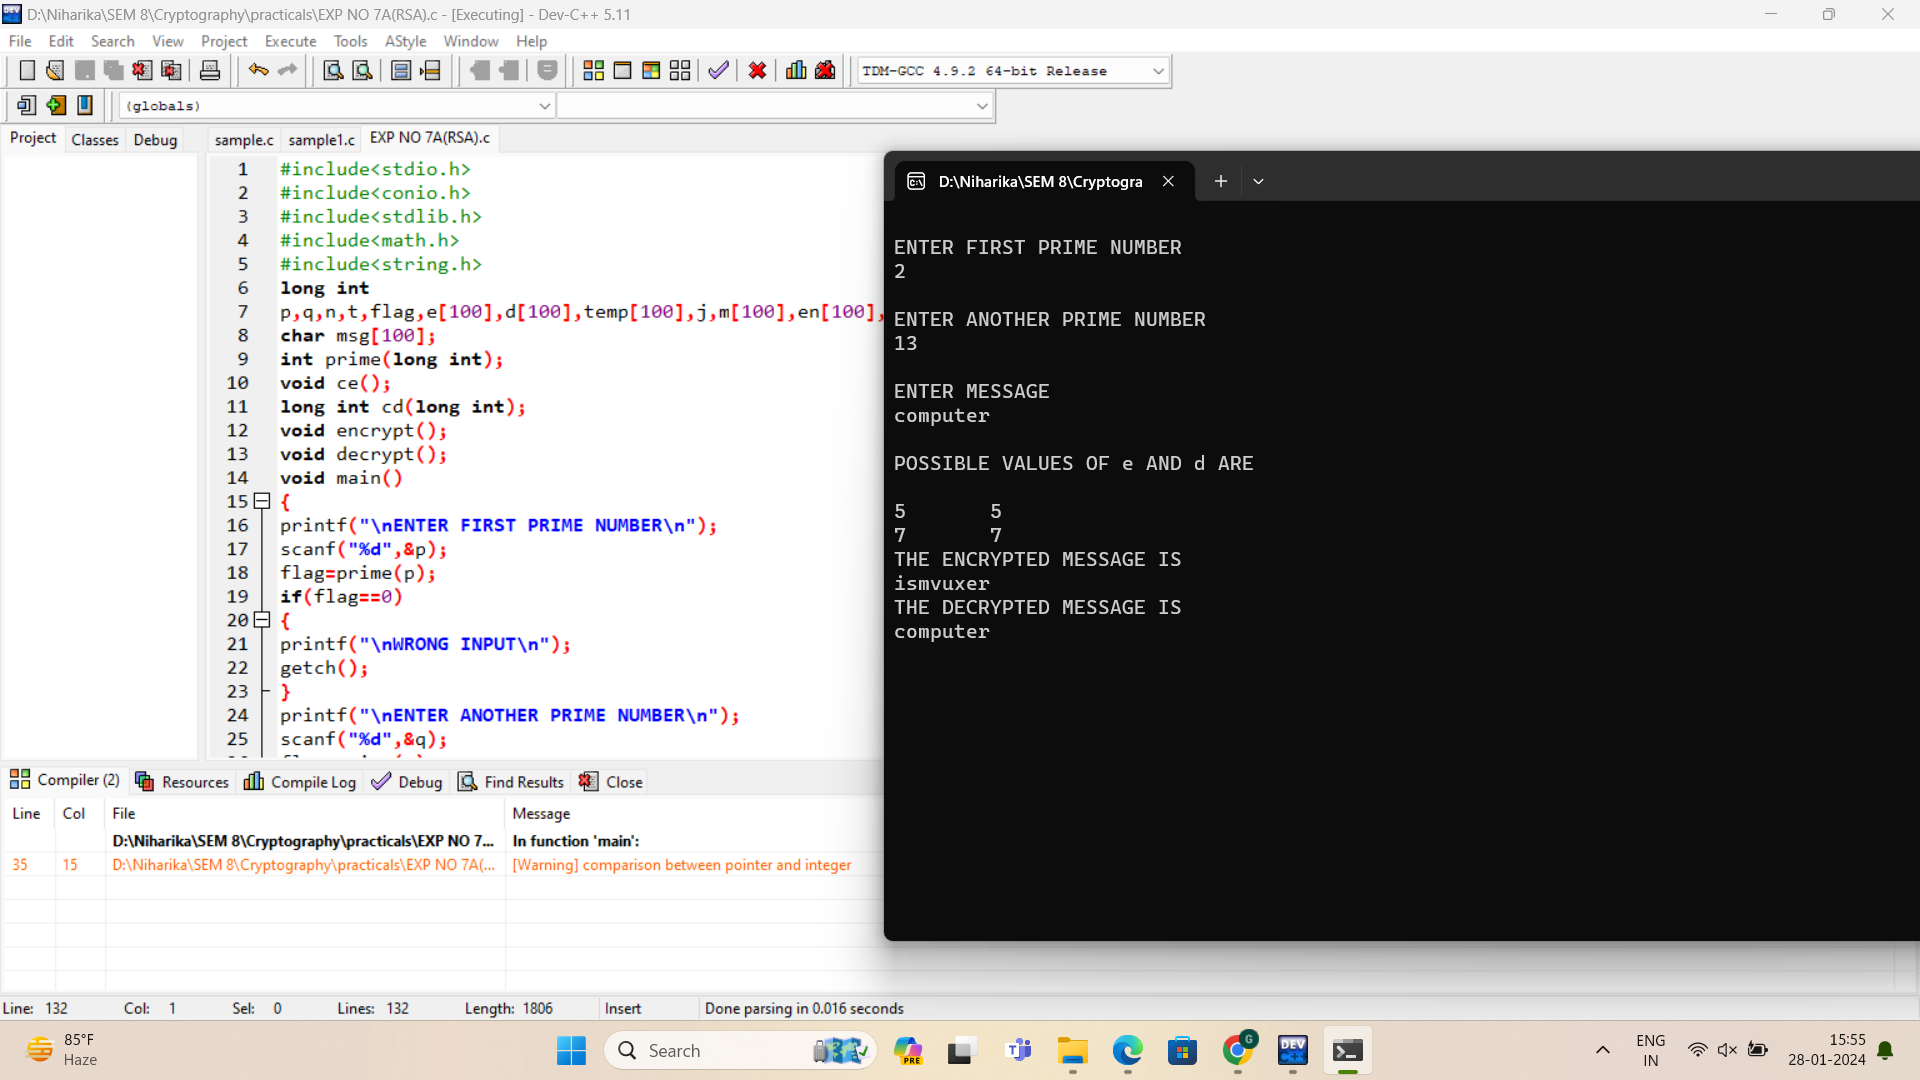 D:\Niharika\SEM 8\Cryptography\practicals\EXP NO 7A(RSA).c - [Executing] - Dev-C++ 5.11
File Edit Search View Project Execute Tools AStyle Window Help
TDM-GCC 4.9.2 64-bit Release
(globals)
Project Classes Debug
sample.c sample1.c EXP NO 7A(RSA).c
1 #include<stdio.h>
2 #include<conio.h>
3 #include<stdlib.h>
4 #include<math.h>
5 #include<string.h>
6 long int
7 p,q,n,t,flag,e[100],d[100],temp[100],j,m[100],en[100],
8 char msg[100];
9 int prime(long int);
10 void ce();
11 long int cd(long int);
12 void encrypt();
13 void decrypt();
14 void main()
15 {
16 printf("\nENTER FIRST PRIME NUMBER\n");
17 scanf("%d",&p);
18 flag=prime(p);
19 if(flag==0)
20 {
21 printf("\nWRONG INPUT\n");
22 getch();
23 }
24 printf("\nENTER ANOTHER PRIME NUMBER\n");
25 scanf("%d",&q);
D:\Niharika\SEM 8\Cryptogra
ENTER FIRST PRIME NUMBER
2
ENTER ANOTHER PRIME NUMBER
13
ENTER MESSAGE
computer
POSSIBLE VALUES OF e AND d ARE
5 5
7 7
THE ENCRYPTED MESSAGE IS
ismvuxer
THE DECRYPTED MESSAGE IS
computer
Compiler (2) Resources Compile Log Debug Find Results Close
Line Col File Message
D:\Niharika\SEM 8\Cryptography\practicals\EXP NO 7... In function 'main':
35 15 D:\Niharika\SEM 8\Cryptography\practicals\EXP NO 7A(... [Warning] comparison between pointer and integer
Line: 132 Col: 1 Sel: 0 Lines: 132 Length: 1806 Insert Done parsing in 0.016 seconds
85°F
Haze
Search
PRE
G
DEV
ENG
IN
15:55
28-01-2024